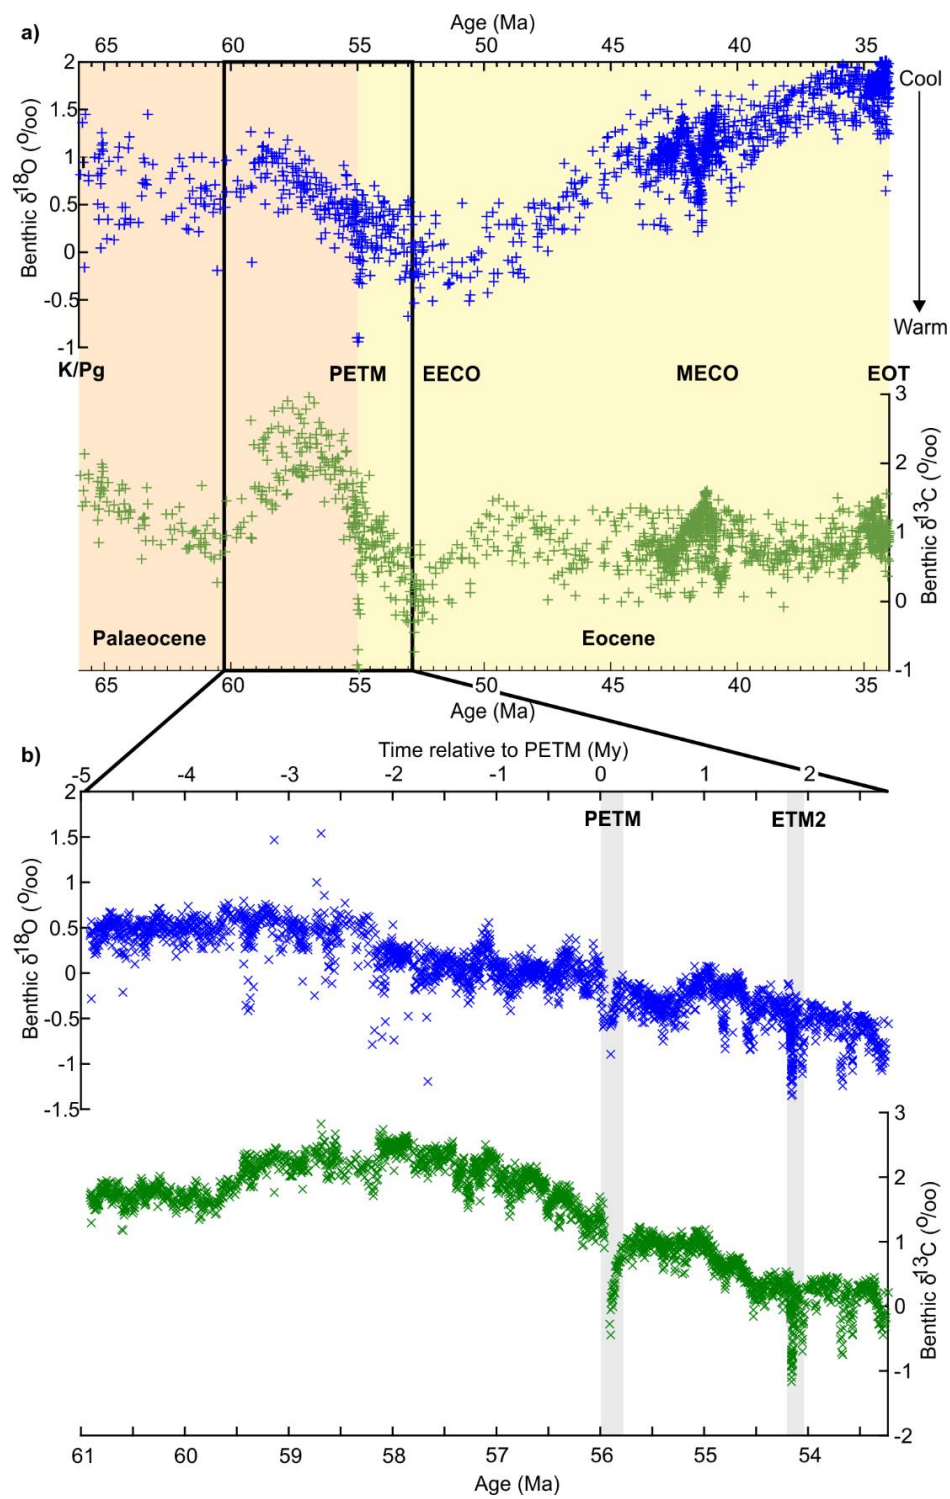 a)
Age (Ma)
65 60 55 50 45 40 35
2
1.5
1
0.5
0
-0.5
-1
Benthic δ18O (o/oo)
Cool
Warm
K/Pg PETM EECO MECO EOT
3
2
1
0
-1
Benthic δ13C (o/oo)
Palaeocene Eocene
65 60 55 50 45 40 35
Age (Ma)
b)
Time relative to PETM (My)
-5 -4 -3 -2 -1 0 1 2
PETM ETM2
2
1.5
1
0.5
0
-0.5
-1
-1.5
Benthic δ18O (o/oo)
3
2
1
0
-1
-2
Benthic δ13C (o/oo)
61 60 59 58 57 56 55 54
Age (Ma)